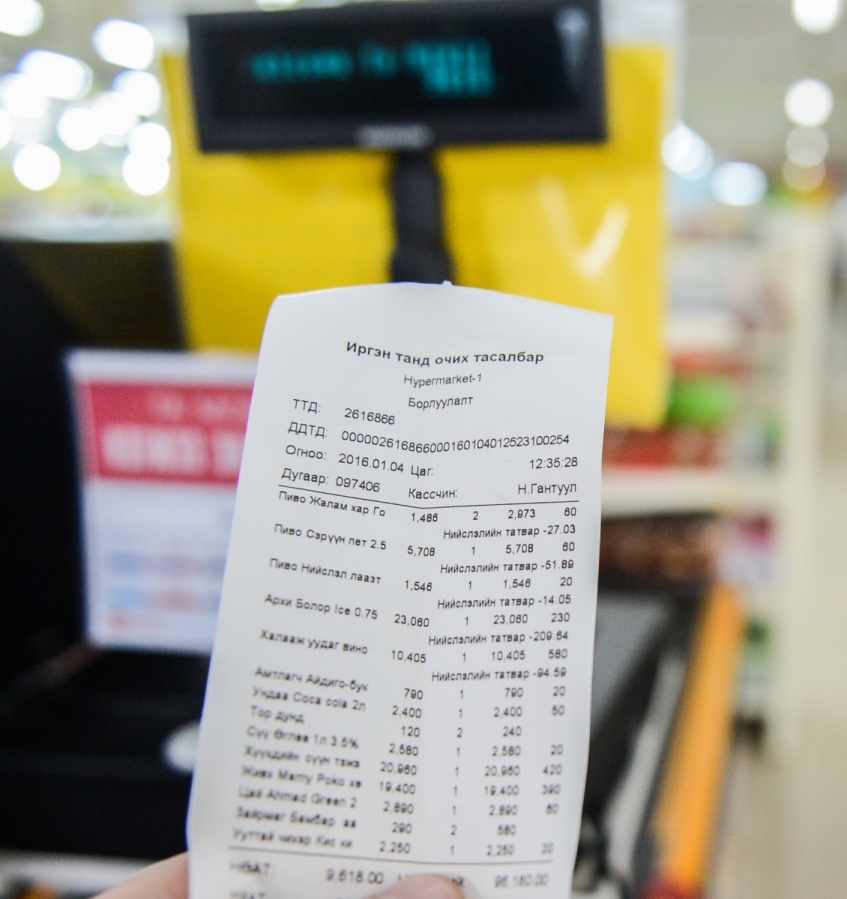 Иргэн танд очих тасалбар
Hypermarket-1
Борлуулалт
ТТД: 2616866
ДДТД: 000002616866000160104012523100254
Огноо: 2016.01.04 Цаг: 12:35:28
Дугаар: 097406 Кассчин: Н.Гантуул
Пиво Жалам хар Го 1,486 2 2,973 60
Нийслэлийн татвар -27.03
Пиво Сэрүүн пет 2.5 5,708 1 5,708 60
Нийслэлийн татвар -51.89
Пиво Нийслэл лаазт 1,546 1 1,546 20
Нийслэлийн татвар -14.05
Архи Болор Ice 0.75 23,060 1 23,060 230
Нийслэлийн татвар -209.64
Халааж уудаг вино 10,405 1 10,405 580
Нийслэлийн татвар -94.59
Амтлагч Айдиго-бук 790 1 790 20
Ундаа Coca cola 2л 2,400 1 2,400 50
Тор дунд 120 2 240
Сүү Өглөө 1л 3.5% 2,580 1 2,580 20
Хүүхдийн сүүн тэжэ 20,960 1 20,960 420
Живх Mamy Poko хө 19,400 1 19,400 390
Цай Ahmad Green 2 2,890 1 2,890 60
Зайрмаг Бамбар аа 290 2 580
Ууттай чихэр 2,250 1 2,250 20
НӨАТ: 9,618.00 96,180.00